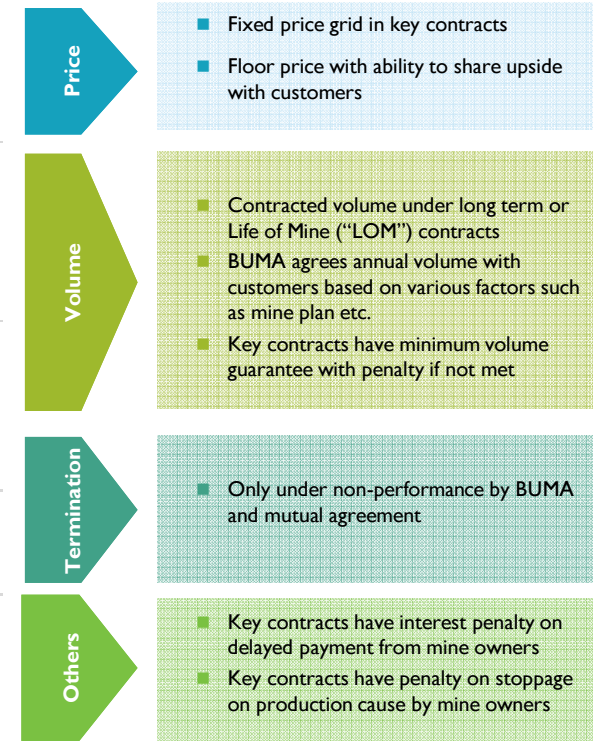 Price
■ Fixed price grid in key contracts
■ Floor price with ability to share upside
with customers
Volume
■ Contracted volume under long term or
Life of Mine (“LOM”) contracts
■ BUMA agrees annual volume with
customers based on various factors such
as mine plan etc.
■ Key contracts have minimum volume
guarantee with penalty if not met
Termination
■ Only under non-performance by BUMA
and mutual agreement
Others
■ Key contracts have interest penalty on
delayed payment from mine owners
■ Key contracts have penalty on stoppage
on production cause by mine owners